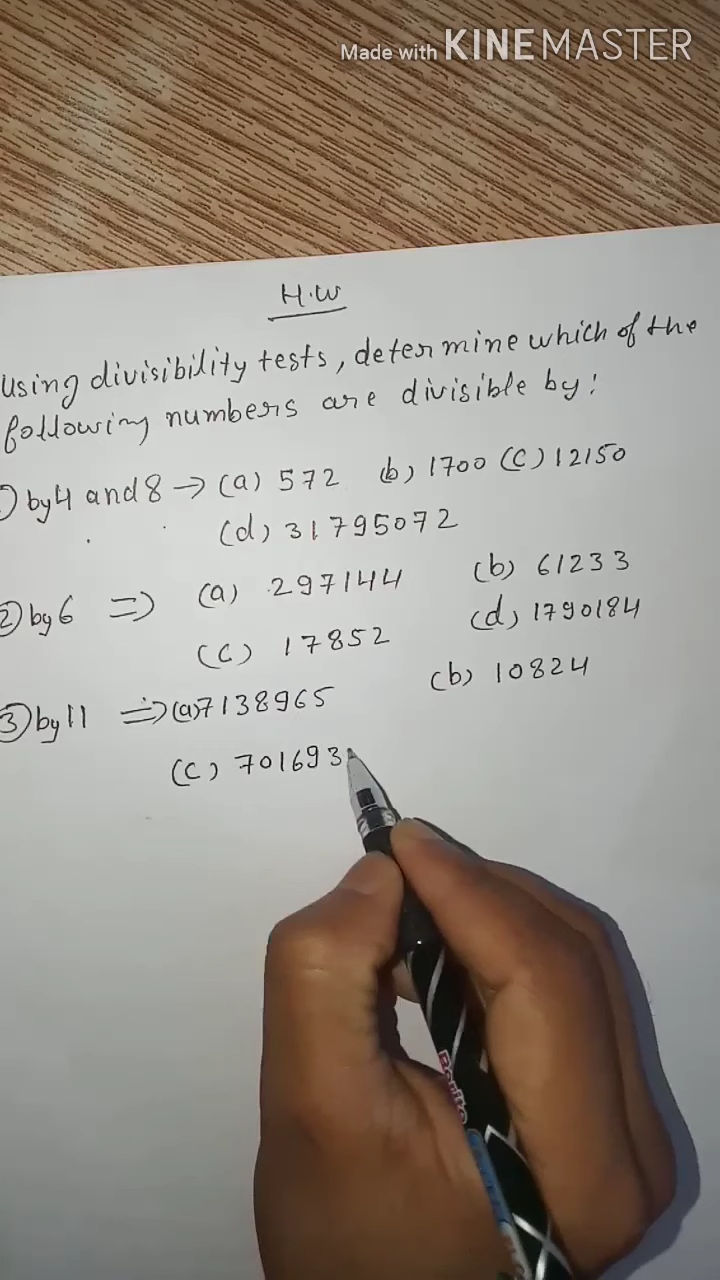 Made with KINEMASTER
H.W
Using divisibility tests, determine which of the
following numbers are divisible by:
① by 4 and 8 → (a) 572 (b) 1700 (c) 12150
(d) 31795072
② by 6 ⇒ (a) 297144 (b) 61233
(c) 17852 (d) 1790184
③ by 11 ⇒ (a) 7138965 (b) 10824
(c) 701693